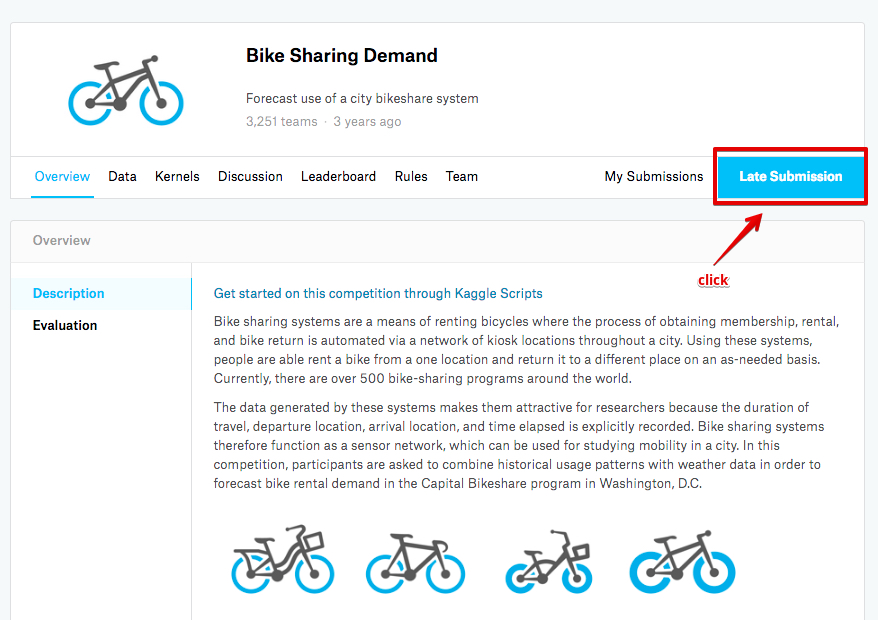 Bike Sharing Demand
Forecast use of a city bikeshare system
3,251 teams · 3 years ago
Overview Data Kernels Discussion Leaderboard Rules Team My Submissions Late Submission
click
Overview
Description
Evaluation
Get started on this competition through Kaggle Scripts
Bike sharing systems are a means of renting bicycles where the process of obtaining membership, rental,
and bike return is automated via a network of kiosk locations throughout a city. Using these systems,
people are able rent a bike from a one location and return it to a different place on an as-needed basis.
Currently, there are over 500 bike-sharing programs around the world.
The data generated by these systems makes them attractive for researchers because the duration of
travel, departure location, arrival location, and time elapsed is explicitly recorded. Bike sharing systems
therefore function as a sensor network, which can be used for studying mobility in a city. In this
competition, participants are asked to combine historical usage patterns with weather data in order to
forecast bike rental demand in the Capital Bikeshare program in Washington, D.C.